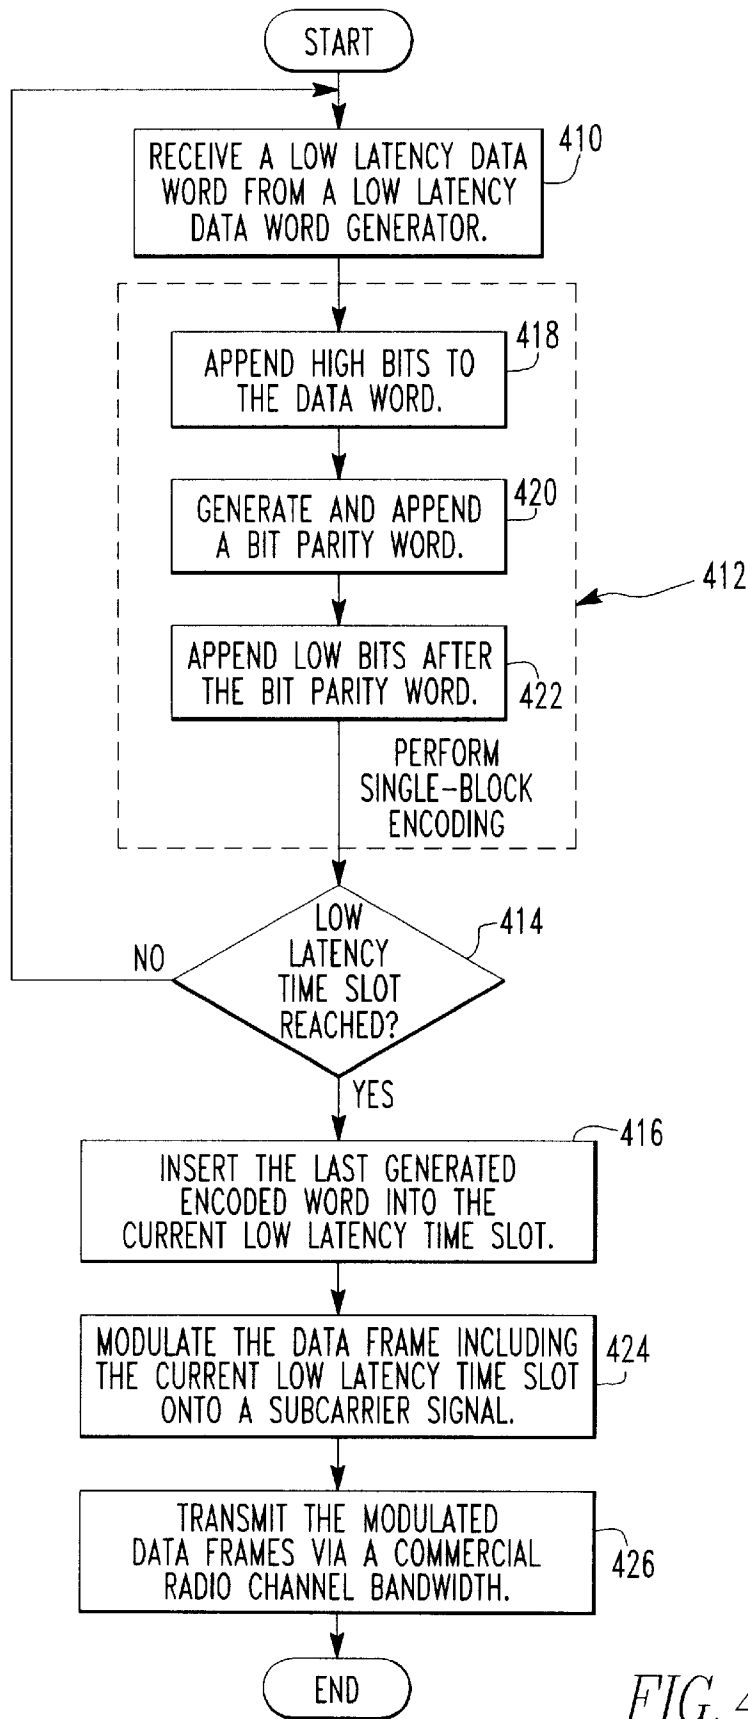 START
410
RECEIVE A LOW LATENCY DATA
WORD FROM A LOW LATENCY
DATA WORD GENERATOR.
418
APPEND HIGH BITS TO
THE DATA WORD.
420
GENERATE AND APPEND
A BIT PARITY WORD.
412
APPEND LOW BITS AFTER
THE BIT PARITY WORD.
422
PERFORM
SINGLE-BLOCK
ENCODING
414
LOW
LATENCY
TIME SLOT
REACHED?
NO
YES
416
INSERT THE LAST GENERATED
ENCODED WORD INTO THE
CURRENT LOW LATENCY TIME SLOT.
MODULATE THE DATA FRAME INCLUDING
THE CURRENT LOW LATENCY TIME SLOT
ONTO A SUBCARRIER SIGNAL.
424
TRANSMIT THE MODULATED
DATA FRAMES VIA A COMMERCIAL
RADIO CHANNEL BANDWIDTH.
426
END
FIG. 4